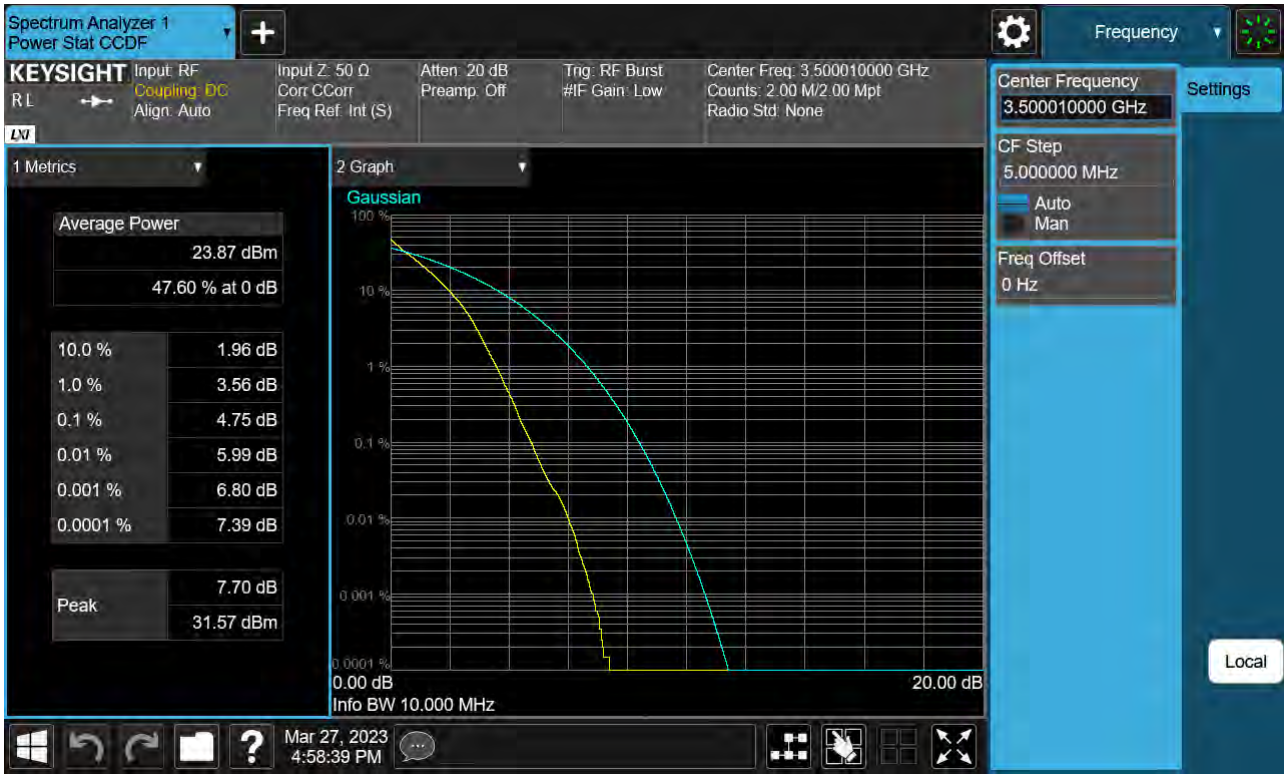 Spectrum Analyzer 1
Power Stat CCDF
Frequency
KEYSIGHT
RL
LXI
Input: RF
Coupling: DC
Align: Auto
Input Z: 50 Ω
Corr CCorr
Freq Ref: Int (S)
Atten: 20 dB
Preamp: Off
Trig: RF Burst
#IF Gain: Low
Center Freq: 3.500010000 GHz
Counts: 2.00 M/2.00 Mpt
Radio Std: None
Center Frequency
3.500010000 GHz
Settings
CF Step
5.000000 MHz
Auto
Man
Freq Offset
0 Hz
Local
1 Metrics
Average Power
23.87 dBm
47.60 % at 0 dB
10.0 % 1.96 dB
1.0 % 3.56 dB
0.1 % 4.75 dB
0.01 % 5.99 dB
0.001 % 6.80 dB
0.0001 % 7.39 dB
Peak
7.70 dB
31.57 dBm
2 Graph
Gaussian
100 %
10 %
1 %
0.1 %
0.01 %
0.001 %
0.0001 %
0.00 dB 20.00 dB
Info BW 10.000 MHz
?
Mar 27, 2023
4:58:39 PM